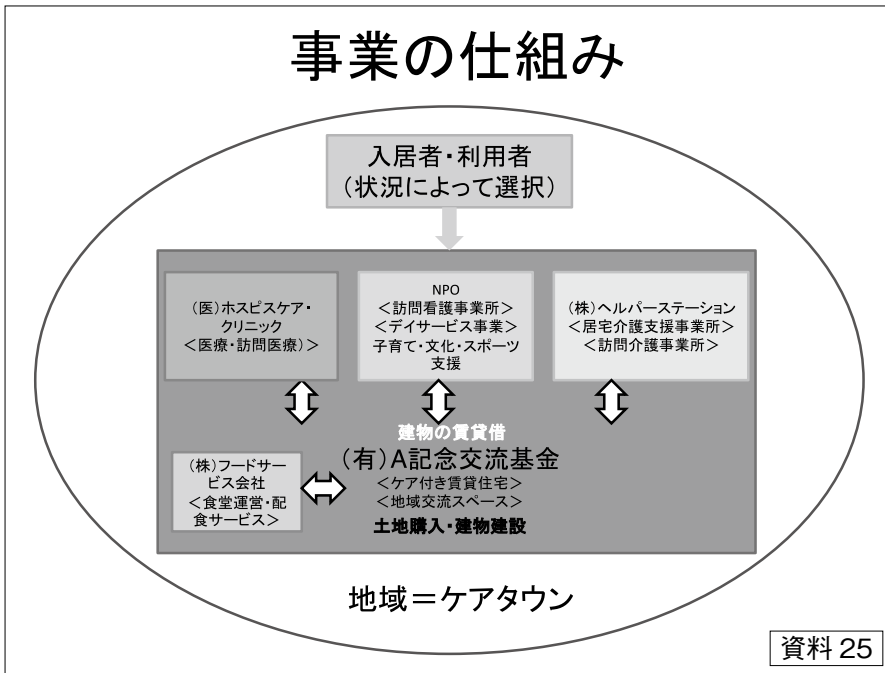 事業の仕組み
入居者・利用者
(状況によって選択)
(医)ホスピスケア・
クリニック
<医療・訪問医療)>
NPO
<訪問看護事業所>
<デイサービス事業>
子育て・文化・スポーツ
支援
(株)ヘルパーステーション
<居宅介護支援事業所>
<訪問介護事業所>
建物の賃貸借
(有)A記念交流基金
<ケア付き賃貸住宅>
<地域交流スペース>
土地購入・建物建設
(株)フードサー
ビス会社
<食堂運営・配
食サービス>
地域=ケアタウン
資料 25